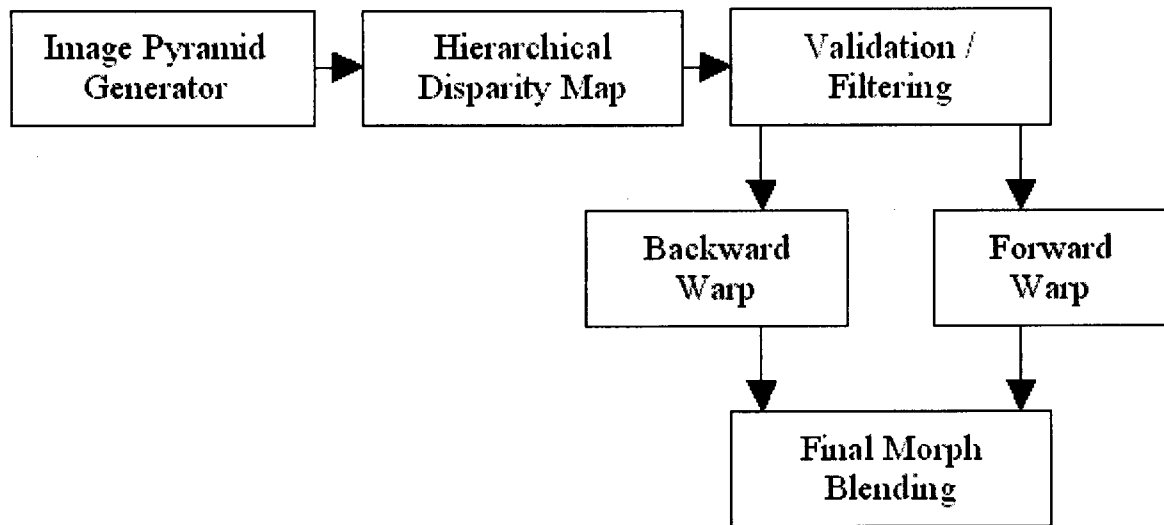 Image Pyramid
Generator
Hierarchical
Disparity Map
Validation /
Filtering
Backward
Warp
Forward
Warp
Final Morph
Blending